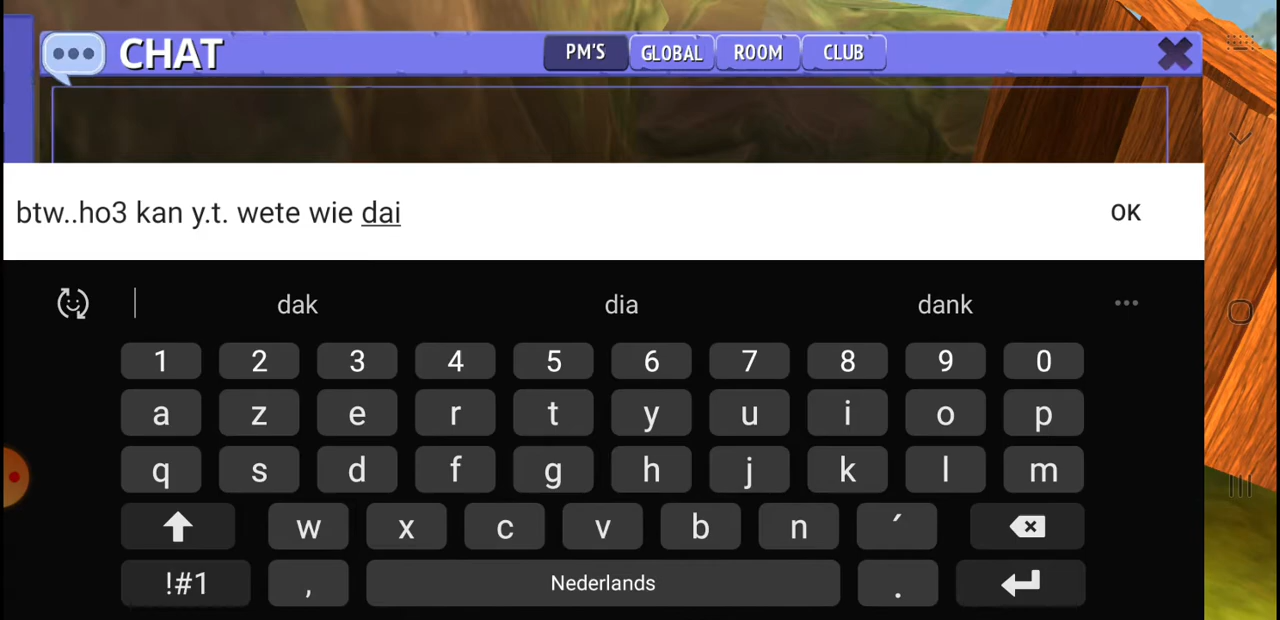 CHAT
PM'S GLOBAL ROOM CLUB
btw..ho3 kan y.t. wete wie dai
OK
dak dia dank
1 2 3 4 5 6 7 8 9 0
a z e r t y u i o p
q s d f g h j k l m
w x c v b n ´
!#1 , Nederlands .